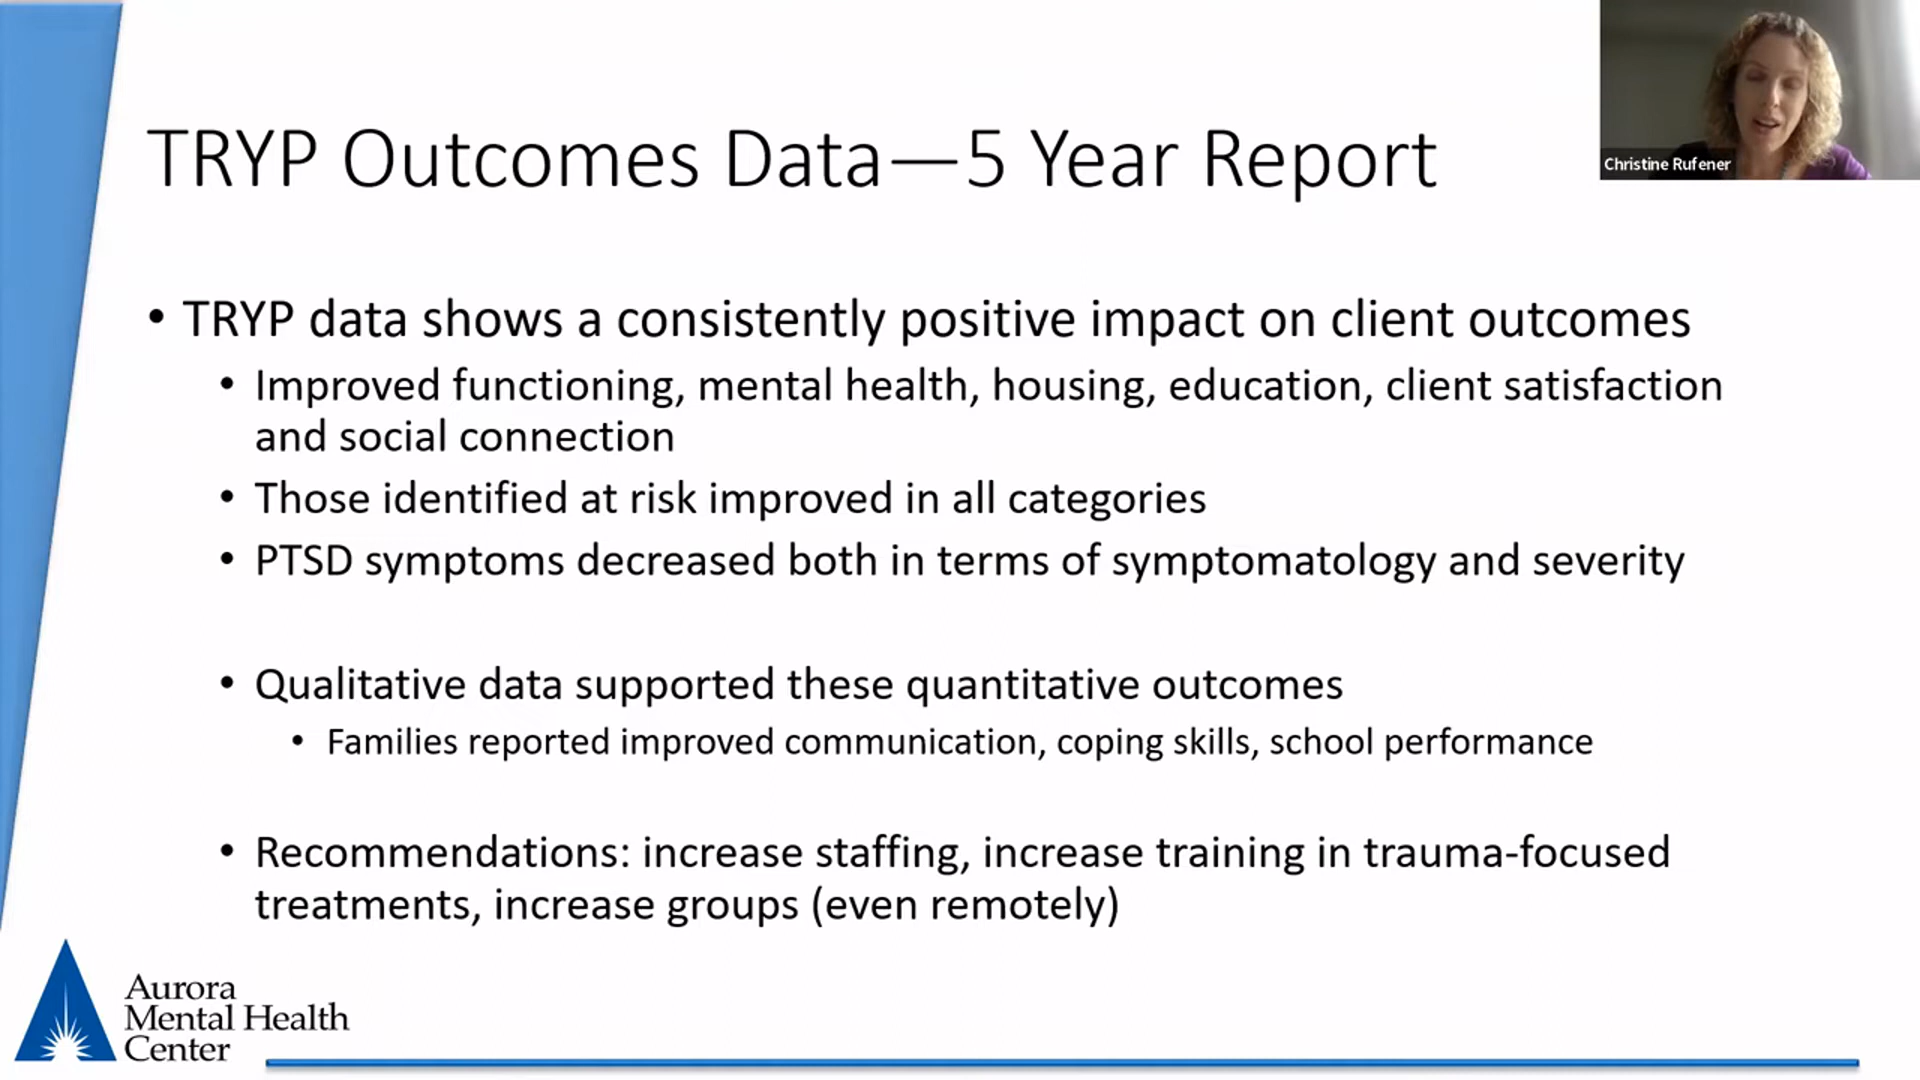 TRYP Outcomes Data—5 Year Report
Christine Rufener
• TRYP data shows a consistently positive impact on client outcomes
• Improved functioning, mental health, housing, education, client satisfaction
and social connection
• Those identified at risk improved in all categories
• PTSD symptoms decreased both in terms of symptomatology and severity
• Qualitative data supported these quantitative outcomes
• Families reported improved communication, coping skills, school performance
• Recommendations: increase staffing, increase training in trauma-focused
treatments, increase groups (even remotely)
Aurora
Mental Health
Center